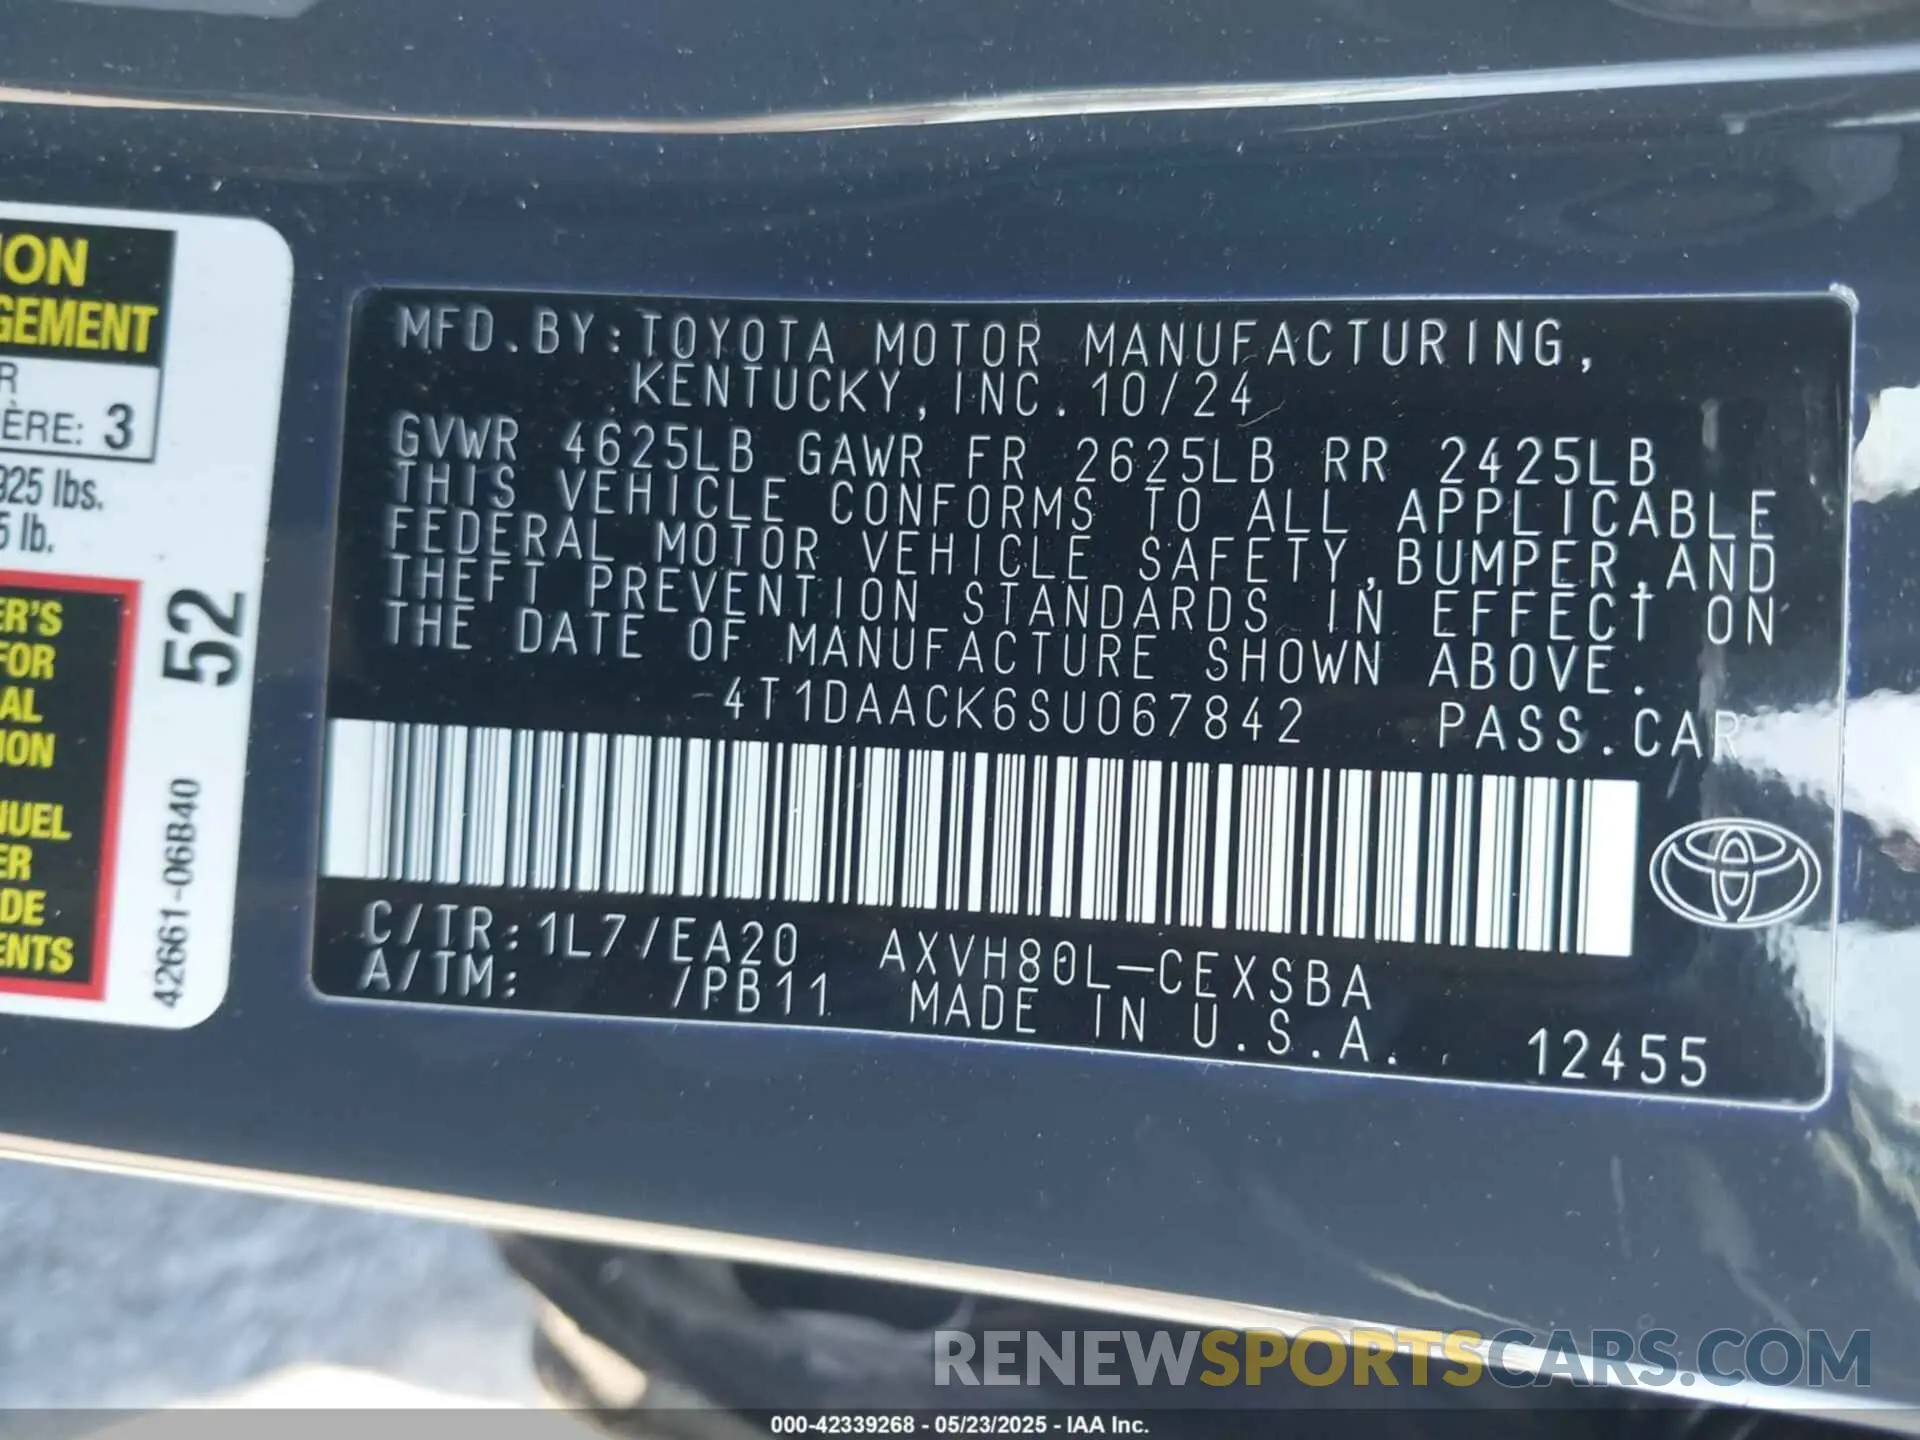 ION
GEMENT
R
ÈRE: 3
925 lbs.
5 lb.
ER'S
FOR
AL
ION
NUEL
ER
DE
ENTS
52
42661-06B40
MFD.BY:TOYOTA MOTOR MANUFACTURING,
KENTUCKY,INC.10/24
GVWR 4625LB GAWR FR 2625LB RR 2425LB
THIS VEHICLE CONFORMS TO ALL APPLICABLE
FEDERAL MOTOR VEHICLE SAFETY,BUMPER,AND
THEFT PREVENTION STANDARDS IN EFFECT ON
THE DATE OF MANUFACTURE SHOWN ABOVE.
4T1DAACK6SU067842 PASS.CAR
C/TR:1L7/EA20 AXVH80L-CEXSBA
A/TM: /PB11 MADE IN U.S.A. 12455
RENEWSPORTSCARS.COM
000-42339268 - 05/23/2025 - IAA Inc.